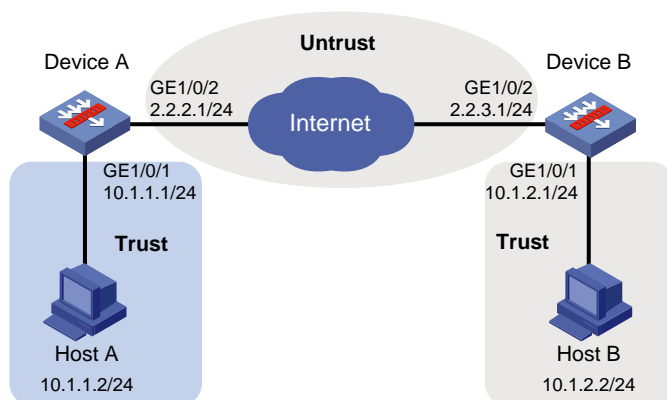 Untrust
Device A
Device B
GE1/0/2
2.2.2.1/24
Internet
GE1/0/2
2.2.3.1/24
GE1/0/1
10.1.1.1/24
GE1/0/1
10.1.2.1/24
Trust
Trust
Host A
Host B
10.1.1.2/24
10.1.2.2/24